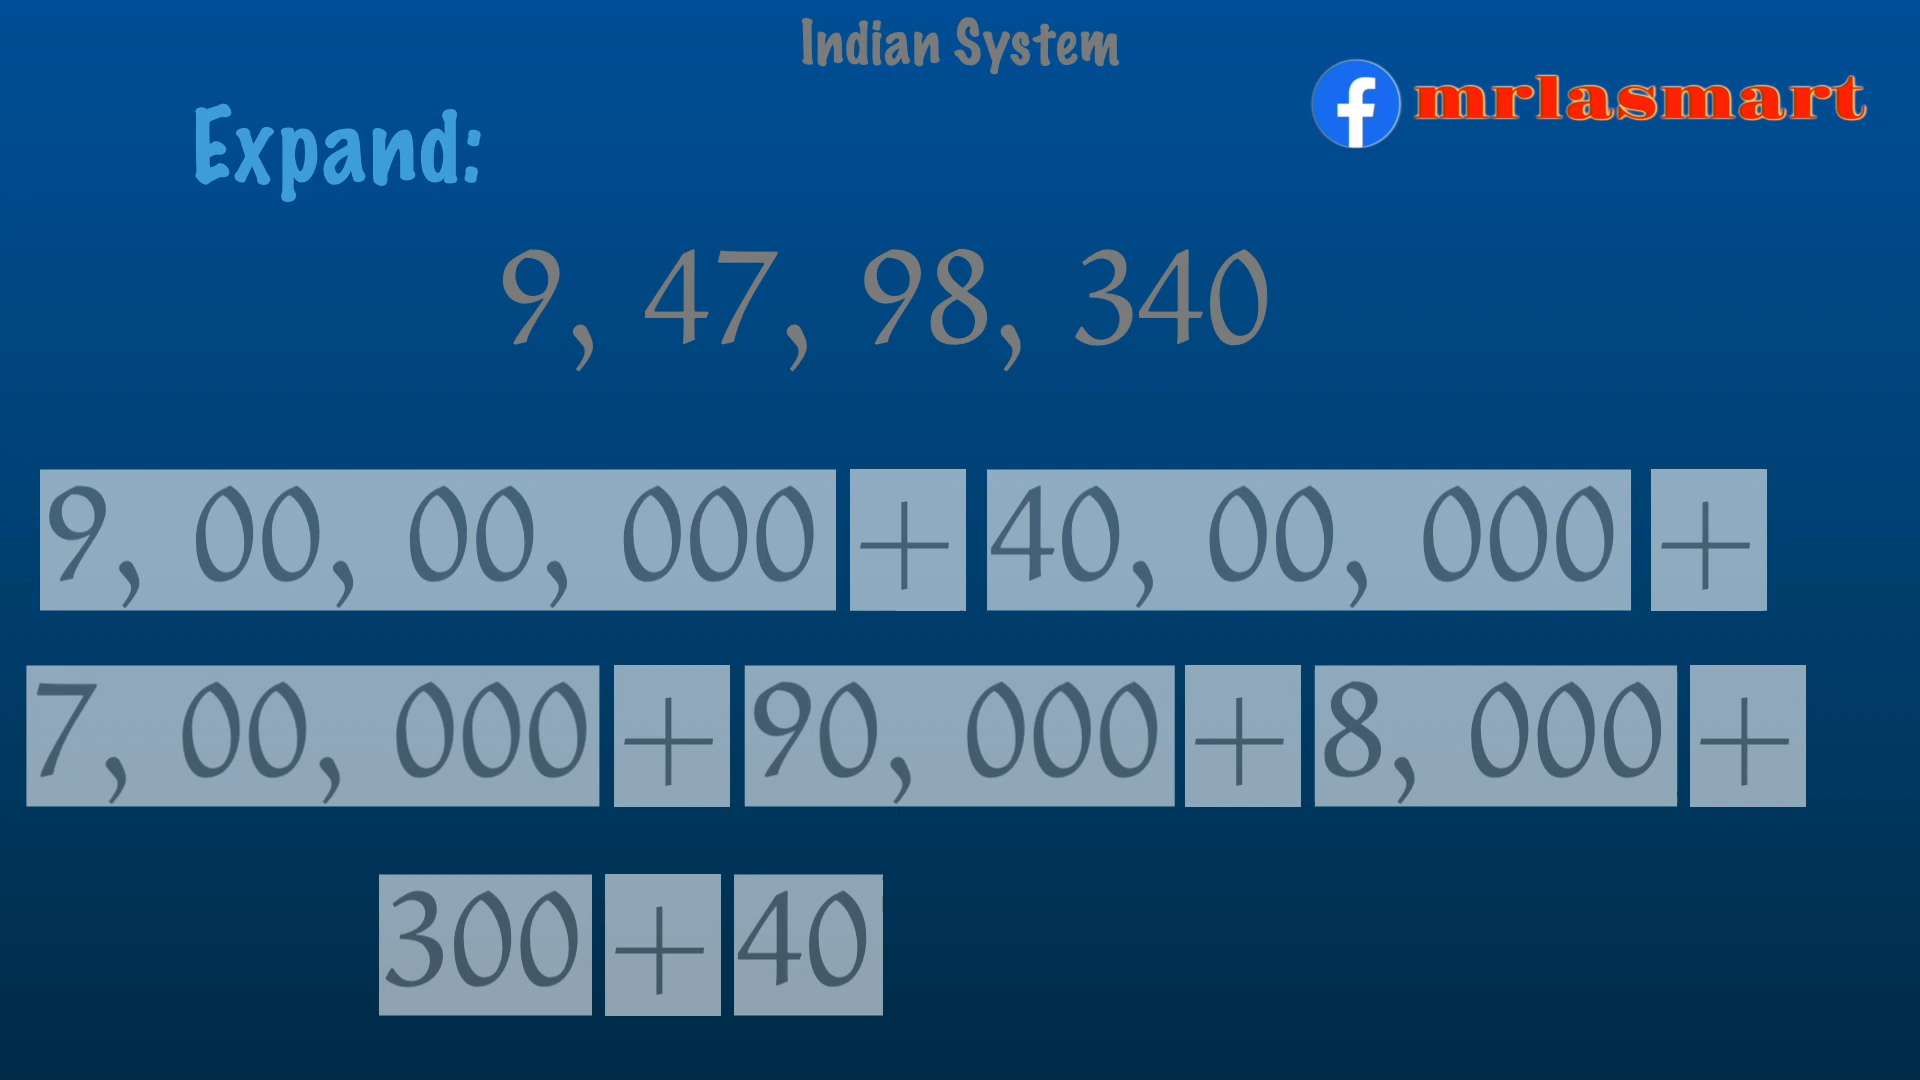 Indian System
mrlasmart
Expand:
9, 47, 98, 340
9, 00, 00, 000 + 40, 00, 000 +
7, 00, 000 + 90, 000 + 8, 000 +
300 + 40